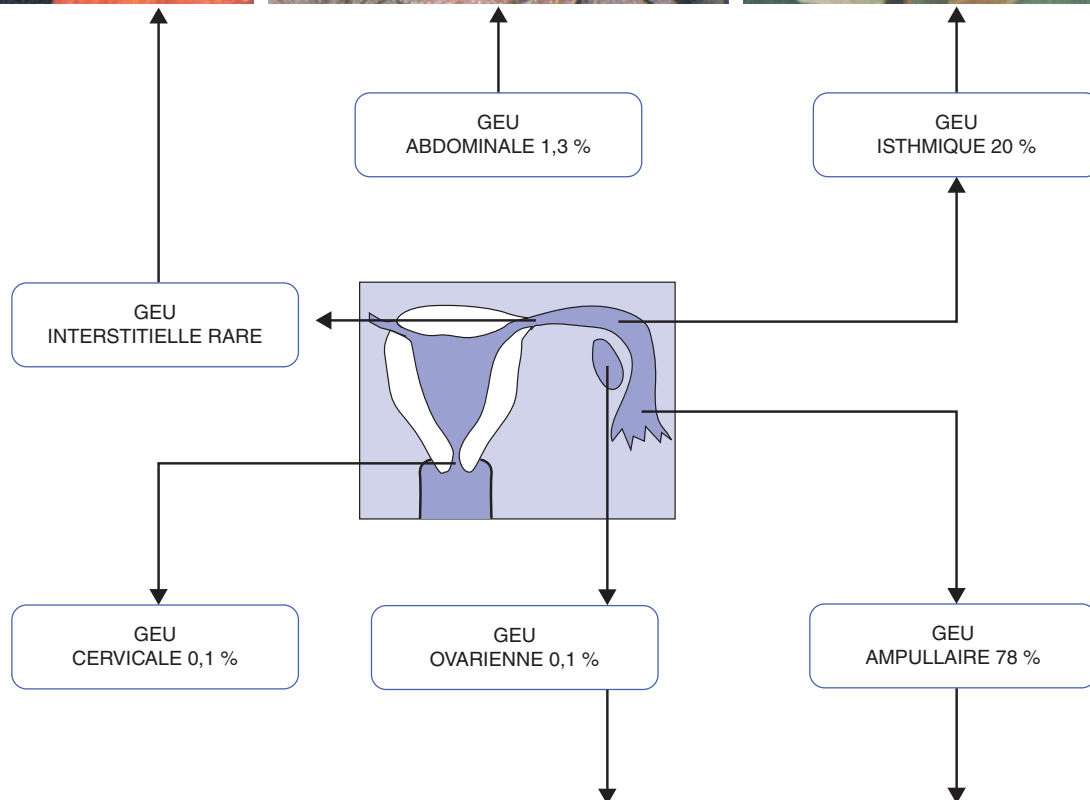 GEU
ABDOMINALE 1,3 %
GEU
ISTHMIQUE 20 %
GEU
INTERSTITIELLE RARE
GEU
CERVICALE 0,1 %
GEU
OVARIENNE 0,1 %
GEU
AMPULLAIRE 78 %